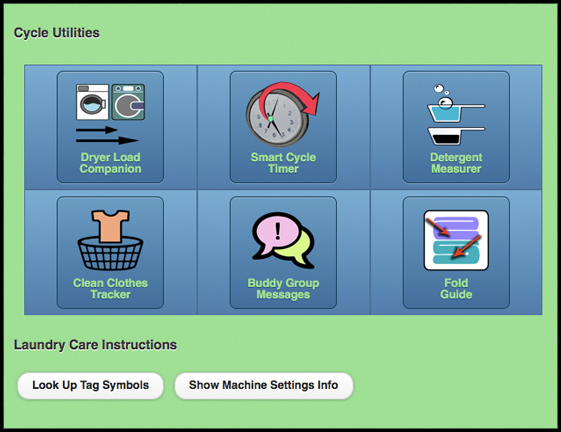 Cycle Utilities
Dryer Load
Companion
Smart Cycle
Timer
Detergent
Measurer
Clean Clothes
Tracker
!
Buddy Group
Messages
Fold
Guide
Laundry Care Instructions
Look Up Tag Symbols
Show Machine Settings Info